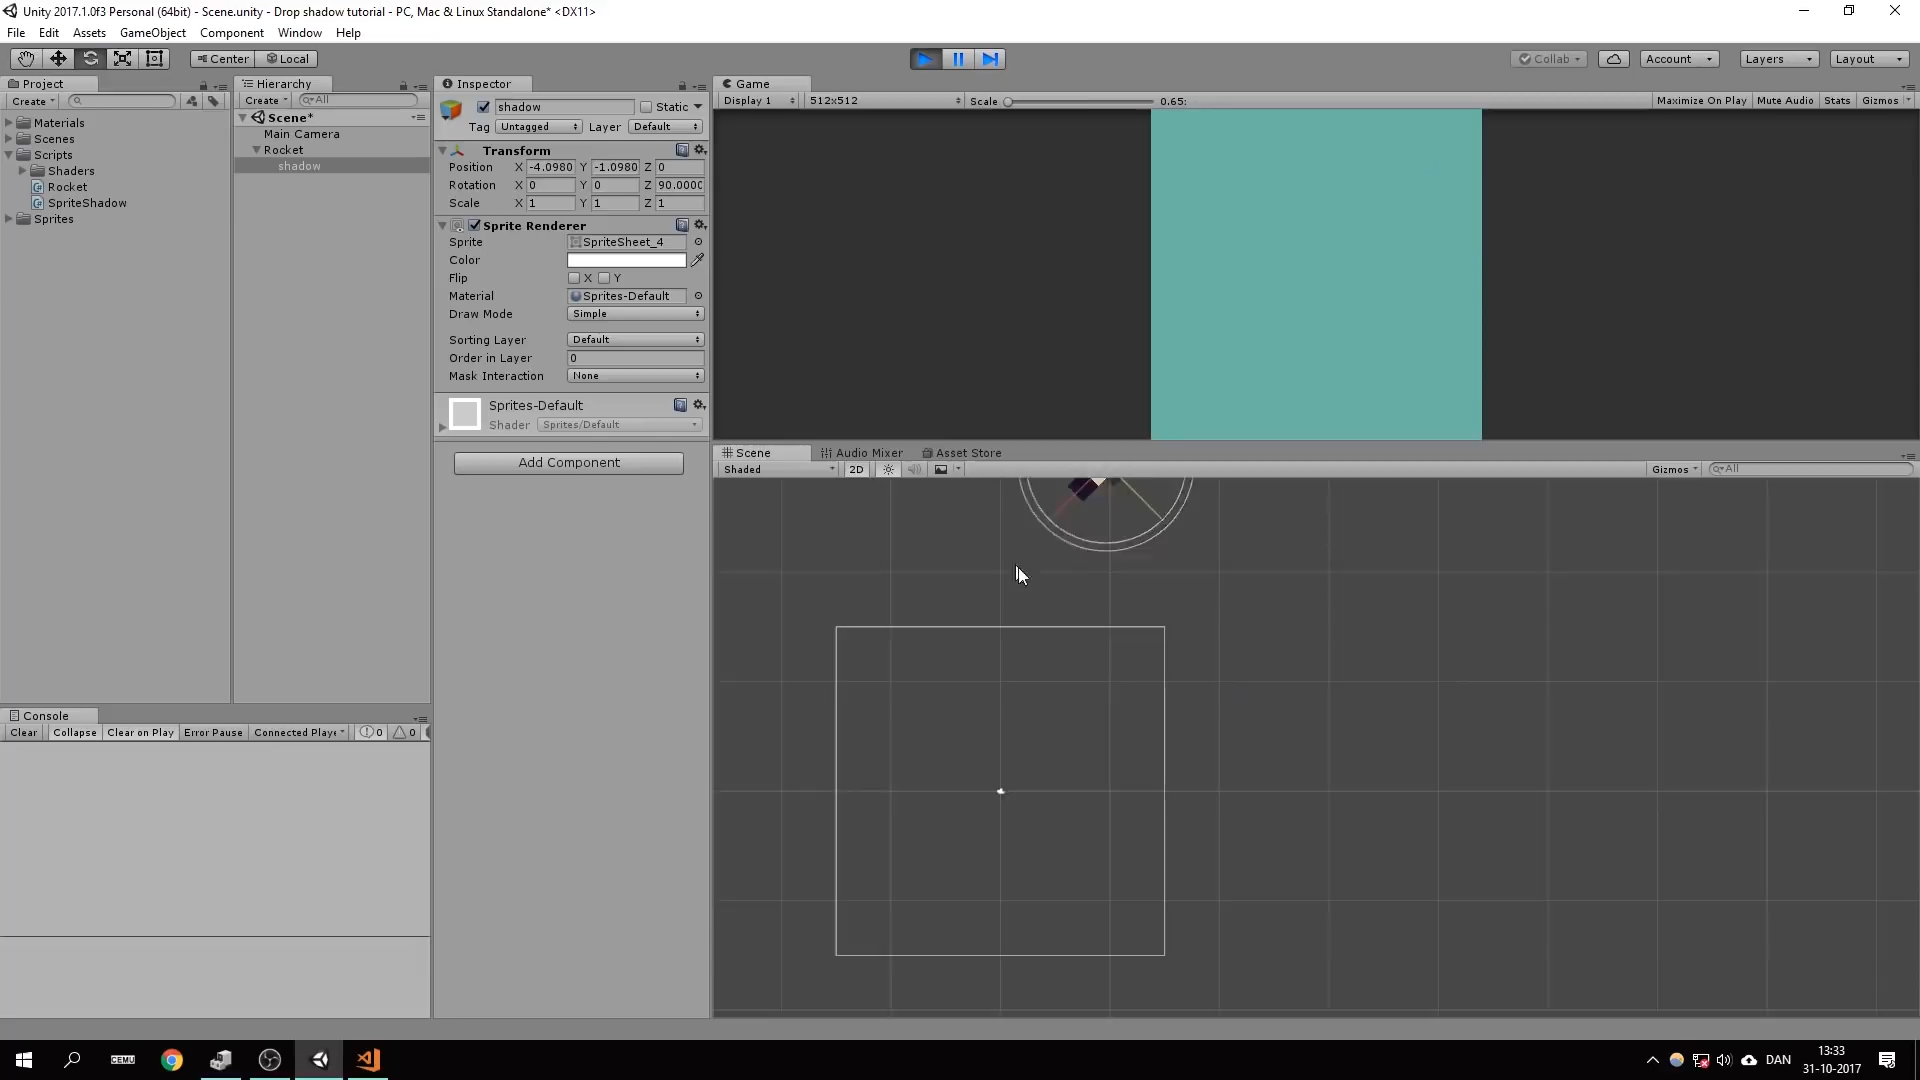 Unity 2017.1.0f3 Personal (64bit) - Scene.unity - Drop shadow tutorial - PC, Mac & Linux Standalone* <DX11>
File Edit Assets GameObject Component Window Help
Center Local Collab Account Layers Layout
Project
Create
Materials
Scenes
Scripts
Shaders
Rocket
SpriteShadow
Sprites
Hierarchy
Create All
Scene*
Main Camera
Rocket
shadow
Inspector
shadow Static
Tag Untagged Layer Default
Transform
Position X -4.0980 Y -1.0980 Z 0
Rotation X 0 Y 0 Z 90.0000
Scale X 1 Y 1 Z 1
Sprite Renderer
Sprite SpriteSheet_4
Color
Flip X Y
Material Sprites-Default
Draw Mode Simple
Sorting Layer Default
Order in Layer 0
Mask Interaction None
Sprites-Default
Shader Sprites/Default
Add Component
Game
Display 1 512x512 Scale 0.65: Maximize On Play Mute Audio Stats Gizmos
Scene Audio Mixer Asset Store
Shaded 2D Gizmos All
Console
Clear Collapse Clear on Play Error Pause Connected Playe 0 0
CEMU
DAN
13:33
31-10-2017